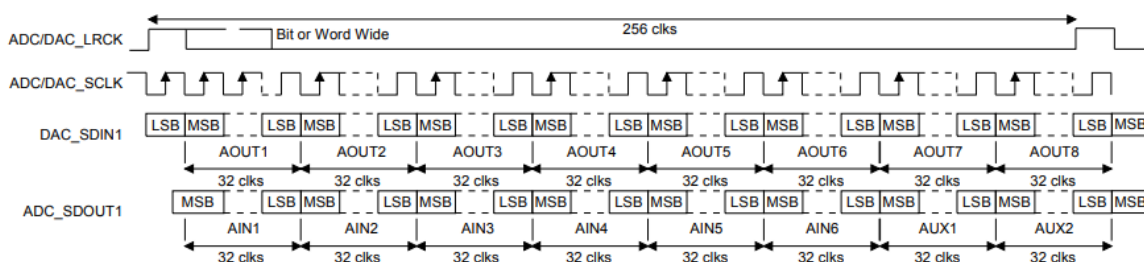 256 clks
ADC/DAC_LRCK Bit or Word Wide
ADC/DAC_SCLK
DAC_SDIN1 LSB MSB LSB MSB LSB MSB LSB MSB LSB MSB LSB MSB LSB MSB LSB MSB LSB MSB
AOUT1 AOUT2 AOUT3 AOUT4 AOUT5 AOUT6 AOUT7 AOUT8
32 clks 32 clks 32 clks 32 clks 32 clks 32 clks 32 clks 32 clks
ADC_SDOUT1 MSB LSB MSB LSB MSB LSB MSB LSB MSB LSB MSB LSB MSB LSB MSB LSB MSB
AIN1 AIN2 AIN3 AIN4 AIN5 AIN6 AUX1 AUX2
32 clks 32 clks 32 clks 32 clks 32 clks 32 clks 32 clks 32 clks